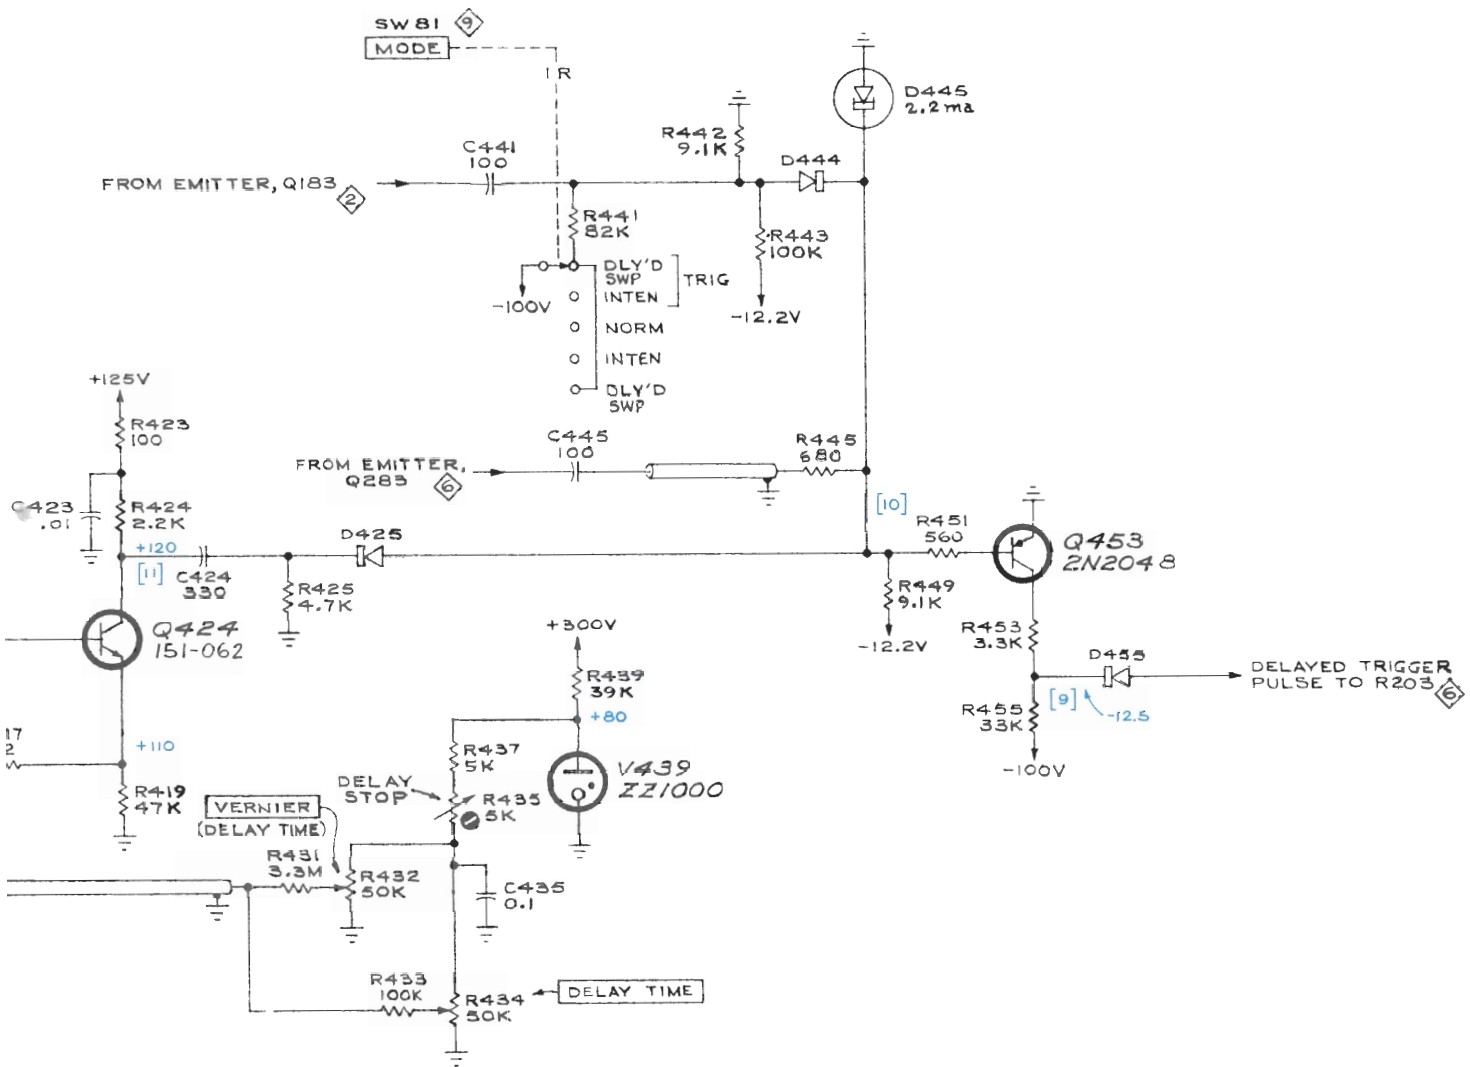 SW 81 9
MODE
1 R
D445
2.2 ma
R442
9.1K
C441
100
D444
FROM EMITTER, Q183
2
R441
82K
R443
100K
-12.2V
DLY'D
SWP
INTEN
TRIG
-100V
NORM
INTEN
DLY'D
SWP
+125V
R423
100
C445
100
R445
680
FROM EMITTER,
Q283
6
C423
.01
R424
2.2K
[10]
R451
560
D425
+120
[11]
C424
330
Q453
2N2048
R425
4.7K
R449
9.1K
-12.2V
Q424
151-062
+300V
R453
3.3K
D455
DELAYED TRIGGER
PULSE TO R203
6
R439
39K
[9]
-12.5
R455
33K
+80
-100V
17
2
+110
R437
5K
V439
ZZ1000
DELAY
STOP
R435
5K
R419
47K
VERNIER
(DELAY TIME)
R431
3.3M
R432
50K
C435
0.1
R433
100K
R434
50K
DELAY TIME